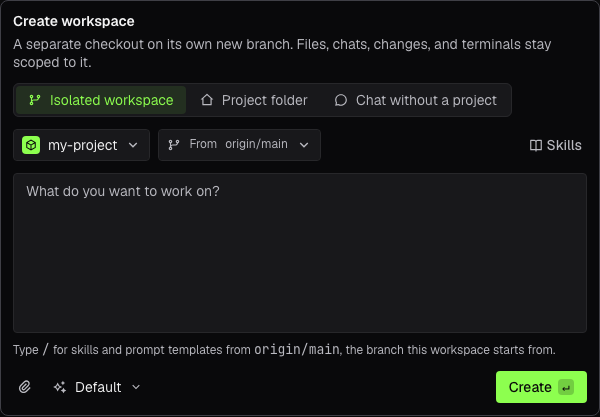 Create workspace
A separate checkout on its own new branch. Files, chats, changes, and terminals stay
scoped to it.
Isolated workspace Project folder Chat without a project
my-project From origin/main Skills
What do you want to work on?
Type / for skills and prompt templates from origin/main, the branch this workspace starts from.
Default Create ↵